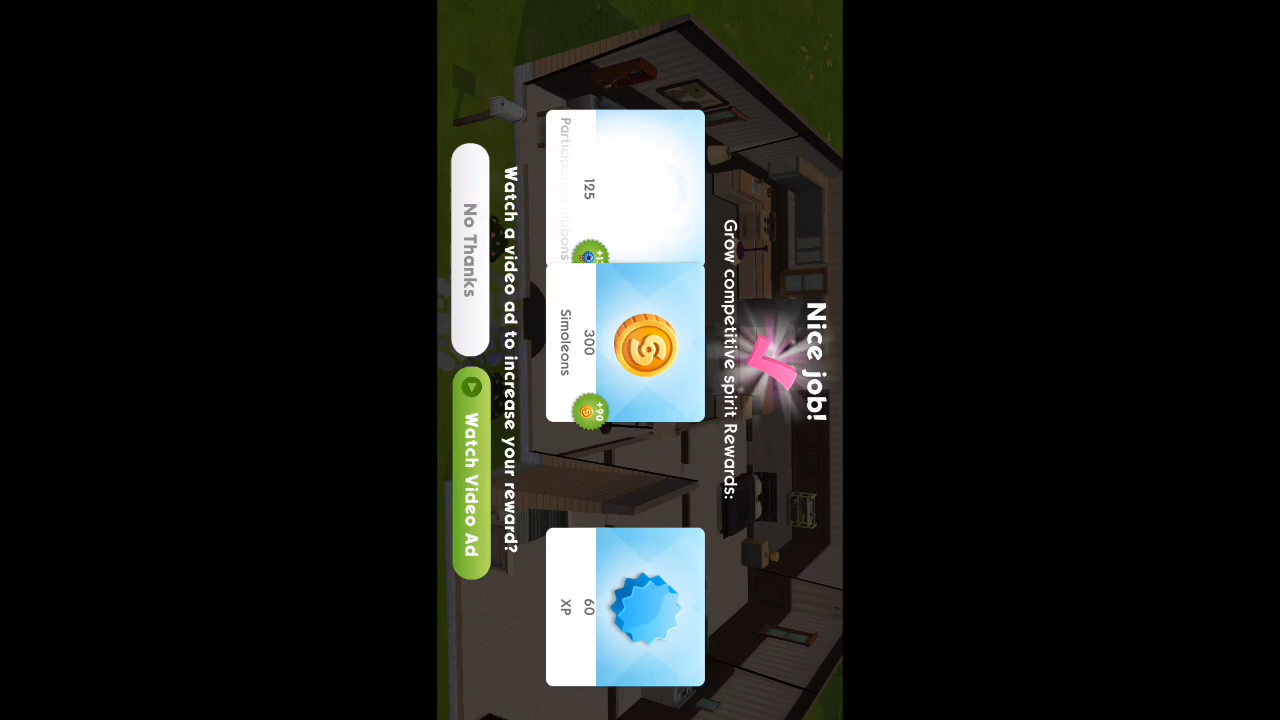 Nice job!
Grow competitive spirit Rewards:
125
Participation Ribbons
300
Simoleons
+90
60
XP
Watch a video ad to increase your reward?
No Thanks
Watch Video Ad